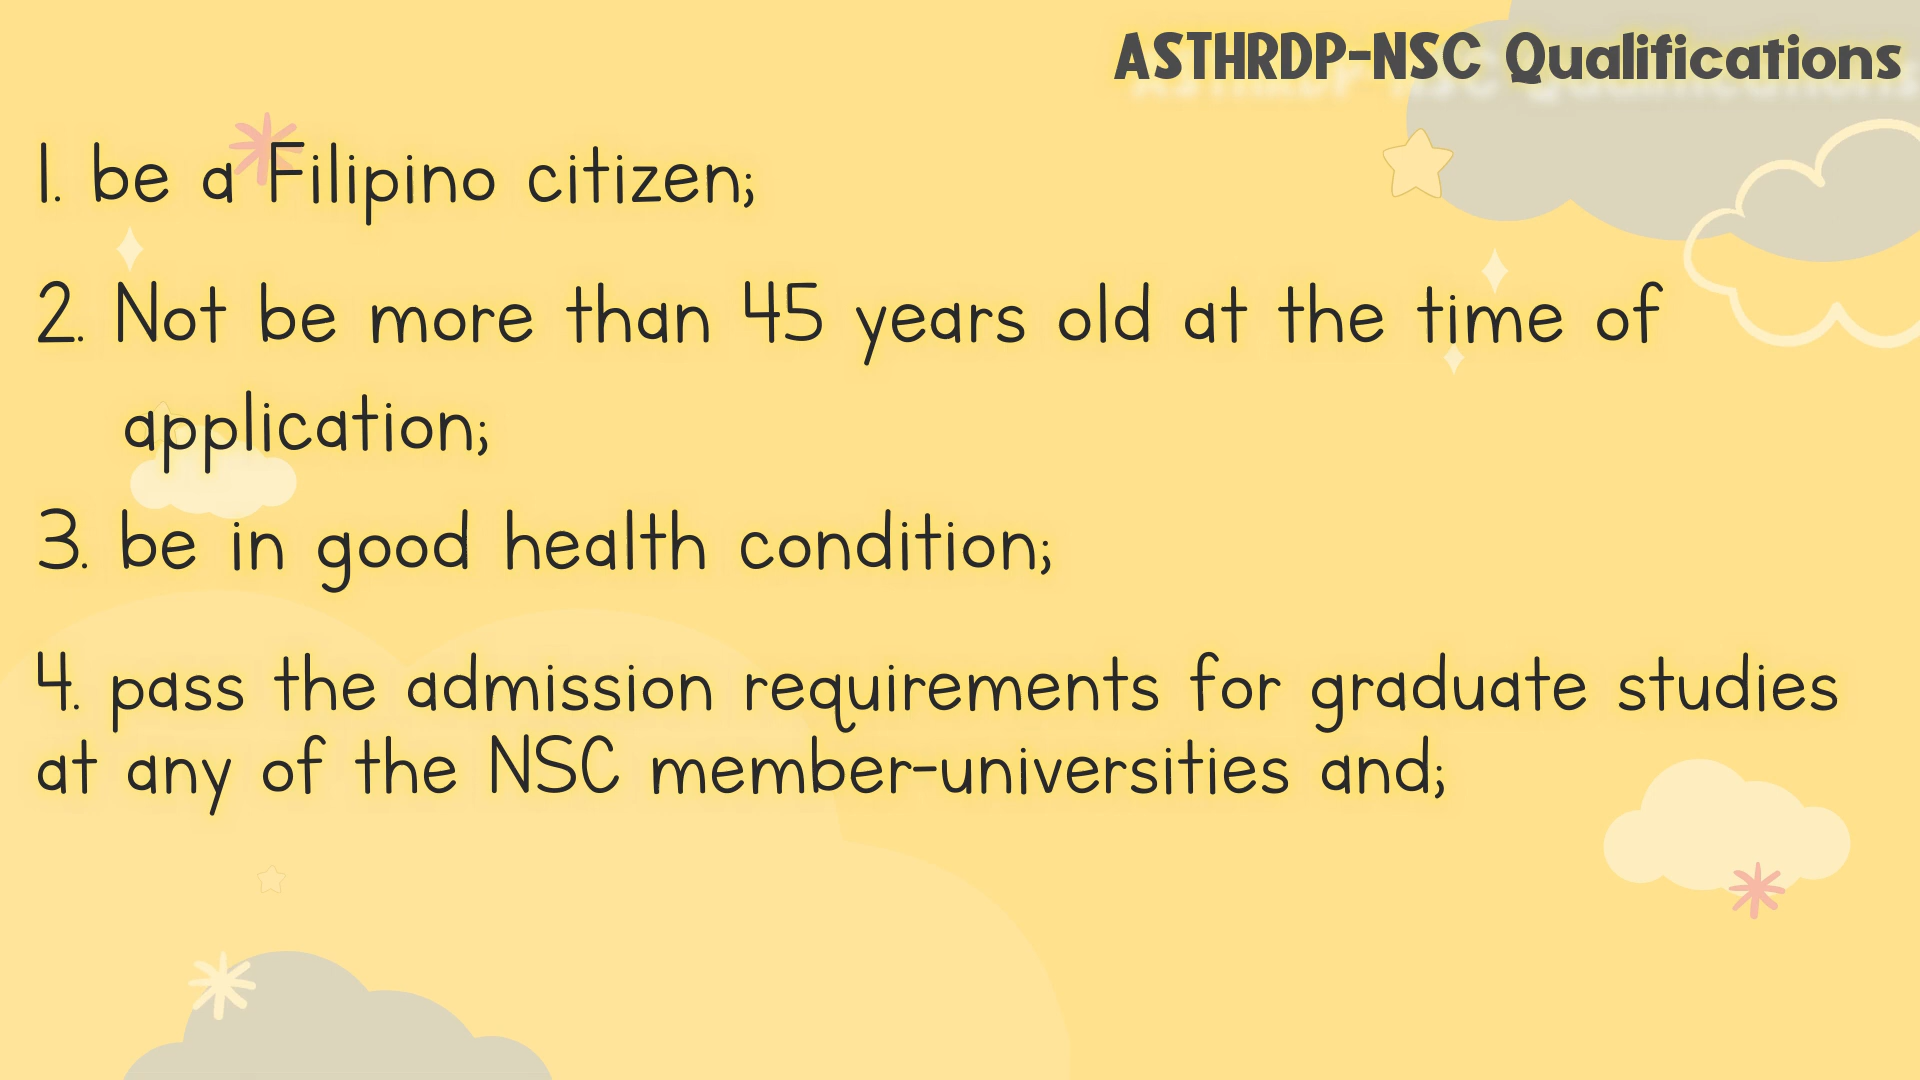 ASTHRDP-NSC Qualifications
1. be a Filipino citizen;
2. Not be more than 45 years old at the time of
application;
3. be in good health condition;
4. pass the admission requirements for graduate studies
at any of the NSC member-universities and;